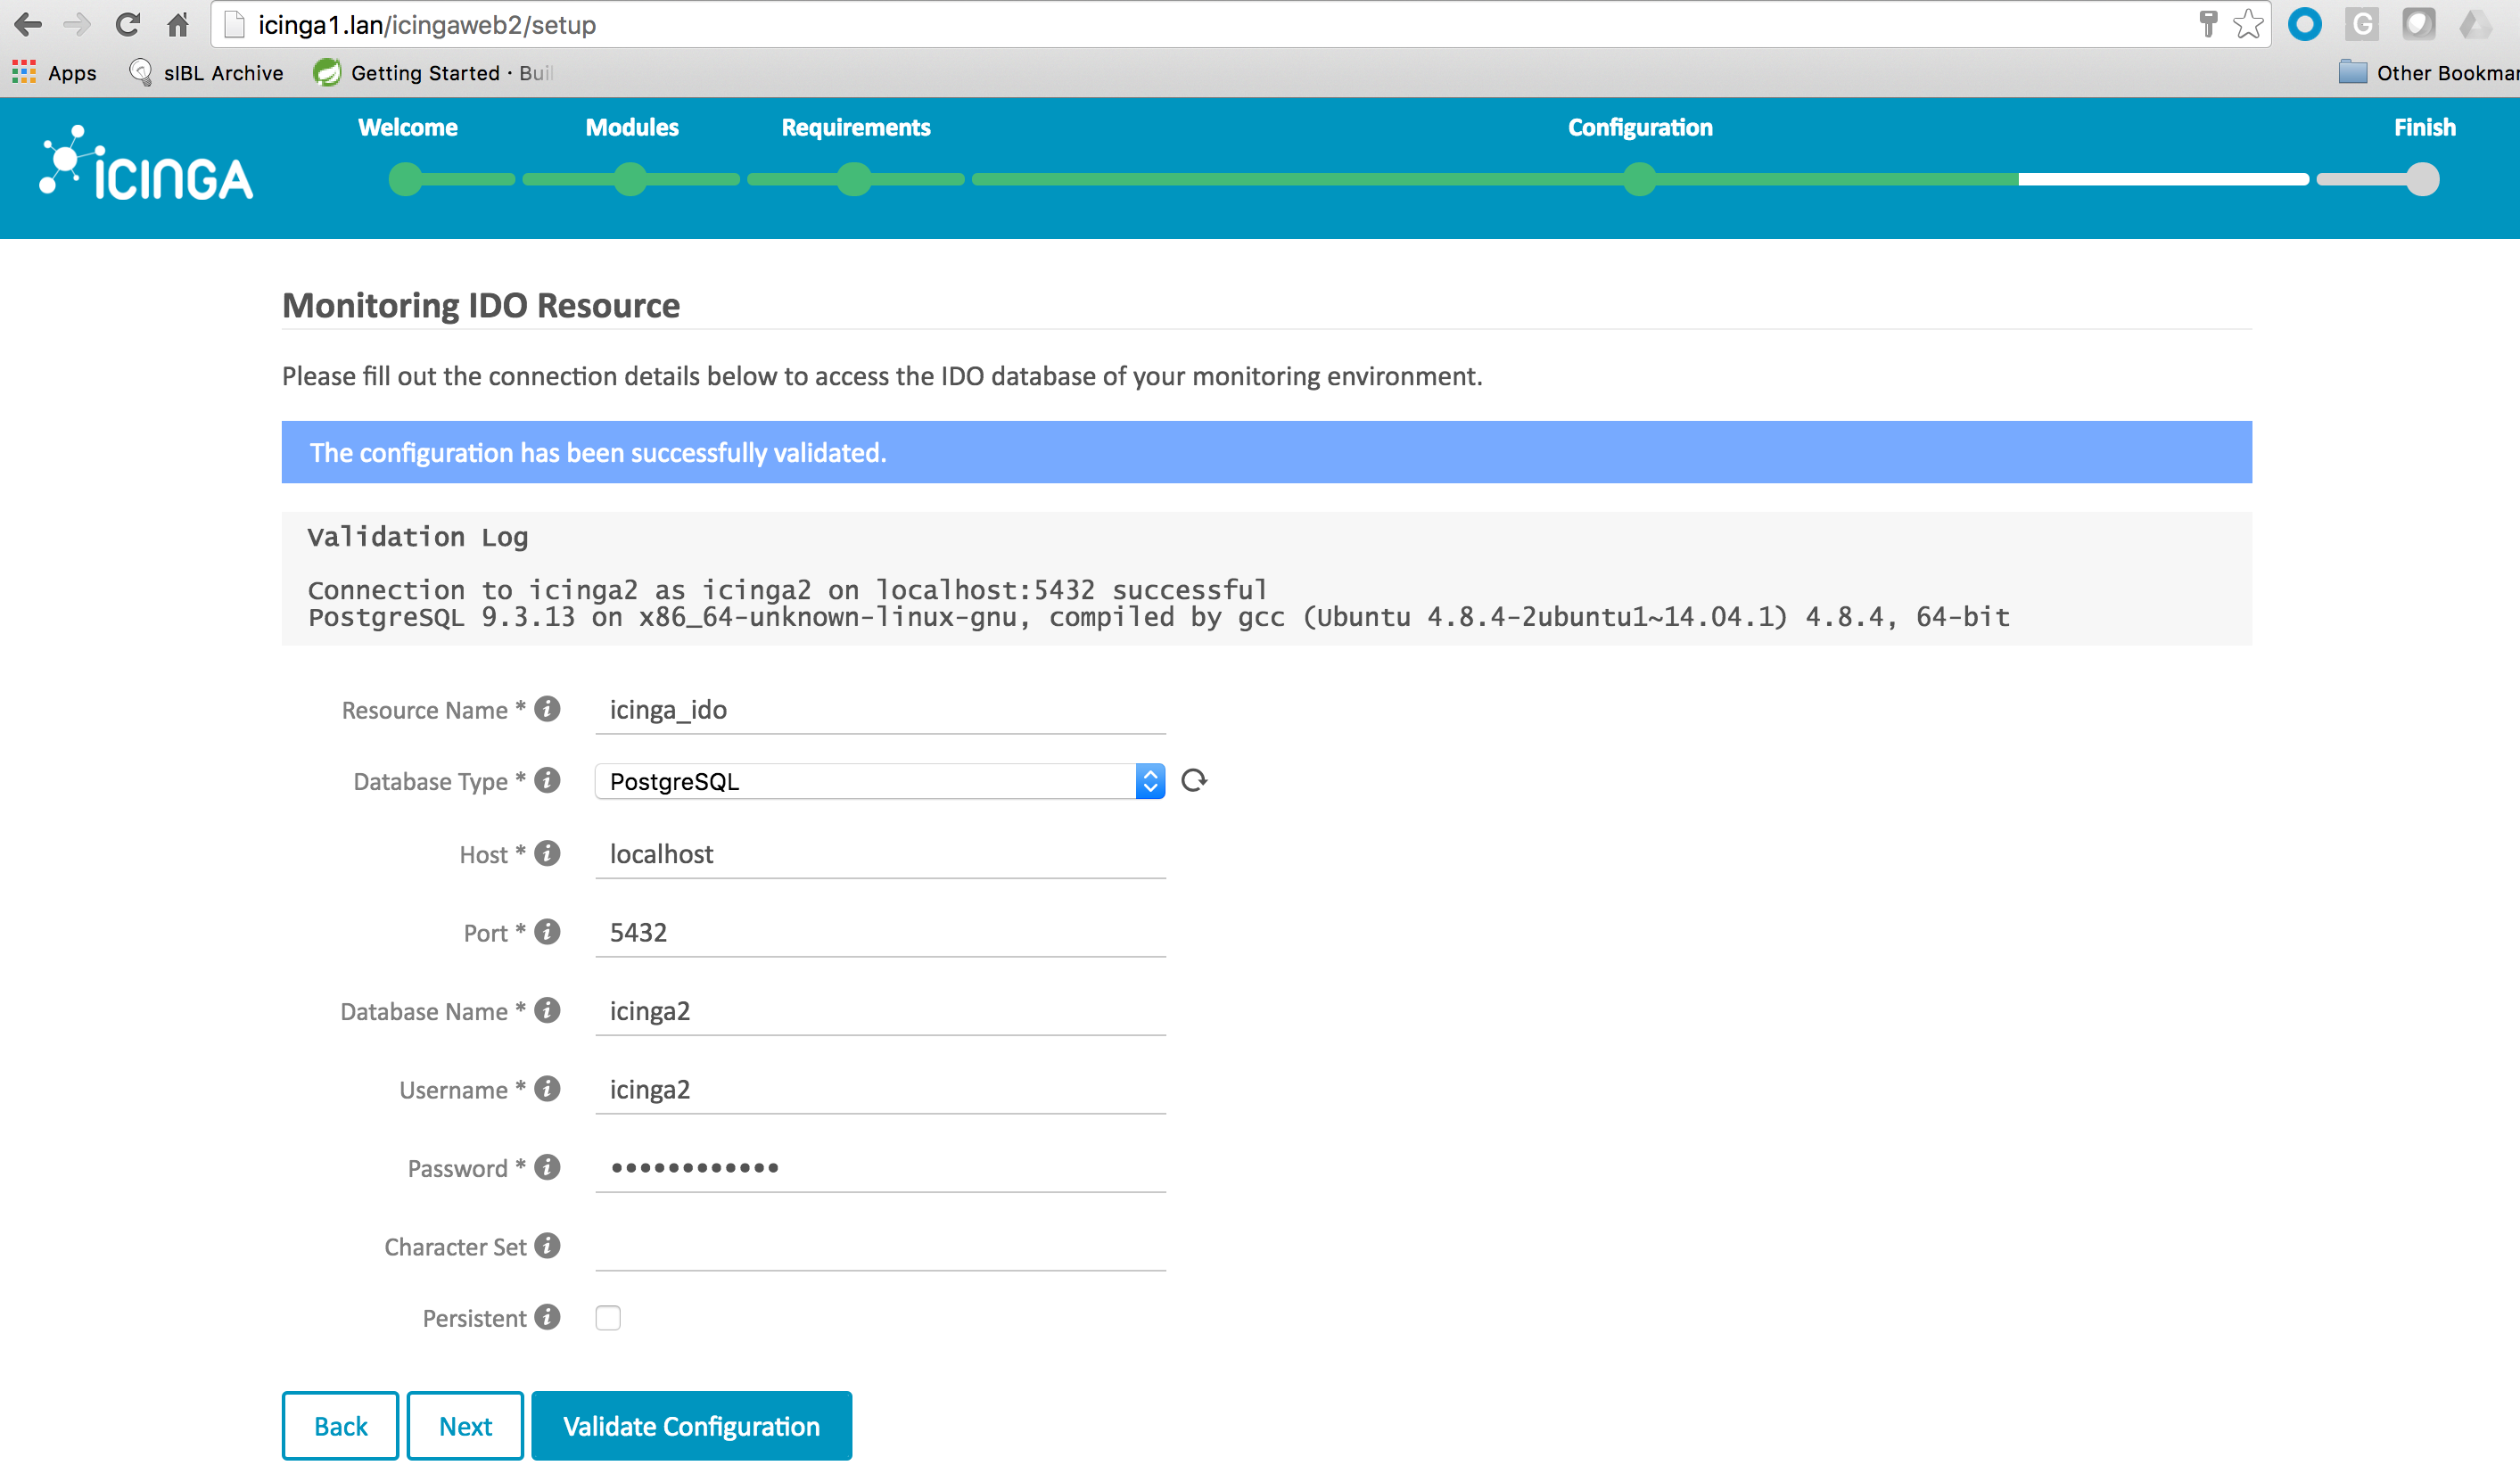 icinga1.lan/icingaweb2/setup
G
Apps
sIBL Archive
Getting Started · Buil
Other Bookmar
icinga
Welcome
Modules
Requirements
Configuration
Finish
Monitoring IDO Resource
Please fill out the connection details below to access the IDO database of your monitoring environment.
The configuration has been successfully validated.
Validation Log
Connection to icinga2 as icinga2 on localhost:5432 successful
PostgreSQL 9.3.13 on x86_64-unknown-linux-gnu, compiled by gcc (Ubuntu 4.8.4-2ubuntu1~14.04.1) 4.8.4, 64-bit
Resource Name * i icinga_ido
Database Type * i PostgreSQL
Host * i localhost
Port * i 5432
Database Name * i icinga2
Username * i icinga2
Password * i ••••••••••••
Character Set i
Persistent i
Back Next Validate Configuration